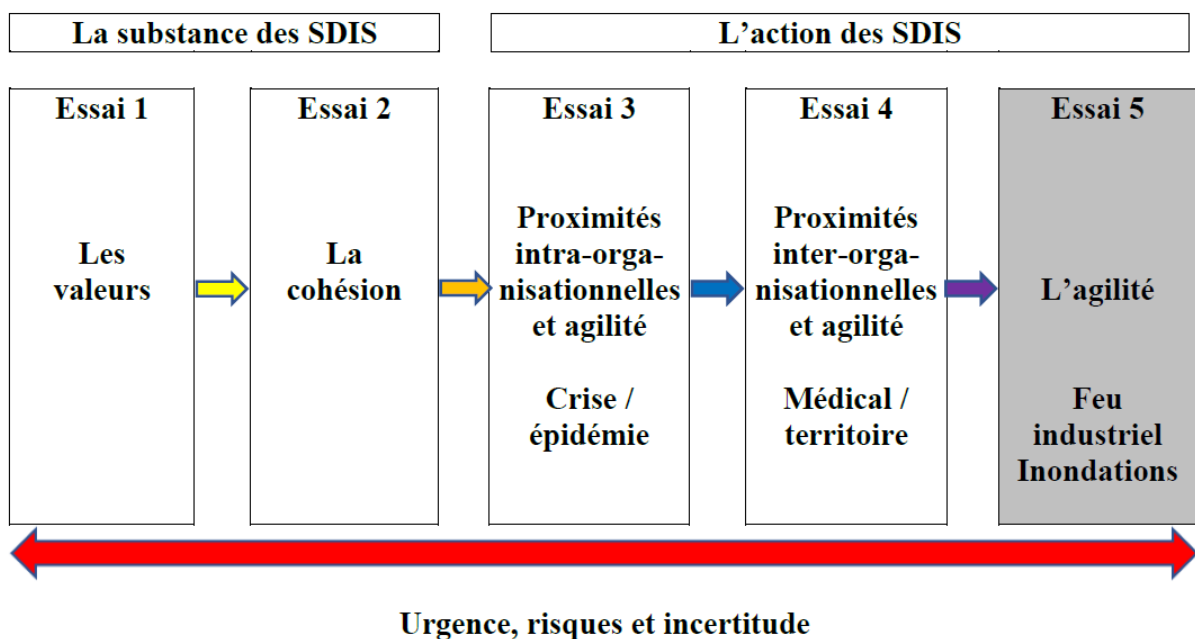 La substance des SDIS
L’action des SDIS
Essai 1
Les
valeurs
Essai 2
La
cohésion
Essai 3
Proximités
intra-orga-
nisationnelles
et agilité
Crise /
épidémie
Essai 4
Proximités
inter-orga-
nisationnelles
et agilité
Médical /
territoire
Essai 5
L’agilité
Feu
industriel
Inondations
Urgence, risques et incertitude